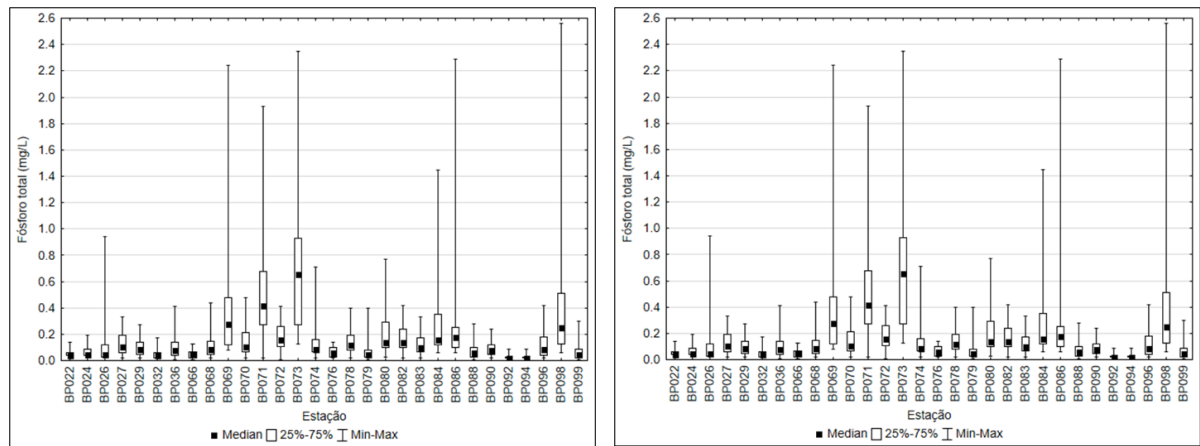 Fósforo total (mg/L)
2.6
2.4
2.2
2.0
1.8
1.6
1.4
1.2
1.0
0.8
0.6
0.4
0.2
0.0
BP022
BP024
BP026
BP027
BP029
BP032
BP036
BP066
BP068
BP069
BP070
BP071
BP072
BP073
BP074
BP076
BP078
BP079
BP080
BP082
BP083
BP084
BP086
BP088
BP090
BP092
BP094
BP096
BP098
BP099
Estação
Median 25%-75% Min-Max
Fósforo total (mg/L)
2.6
2.4
2.2
2.0
1.8
1.6
1.4
1.2
1.0
0.8
0.6
0.4
0.2
0.0
BP022
BP024
BP026
BP027
BP029
BP032
BP036
BP066
BP068
BP069
BP070
BP071
BP072
BP073
BP074
BP076
BP078
BP079
BP080
BP082
BP083
BP084
BP086
BP088
BP090
BP092
BP094
BP096
BP098
BP099
Estação
Median 25%-75% Min-Max